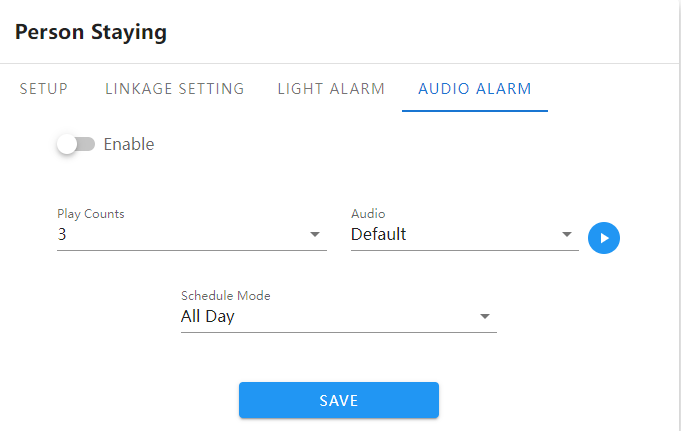 Person Staying
SETUP LINKAGE SETTING LIGHT ALARM AUDIO ALARM
Enable
Play Counts Audio
3 Default
Schedule Mode
All Day
SAVE